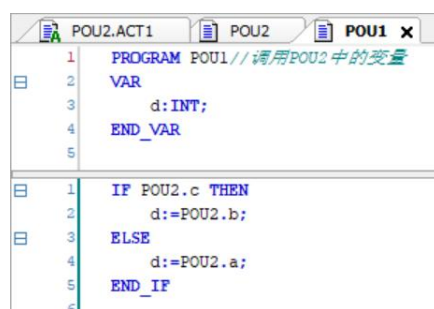 POU2.ACT1 POU2 POU1 x
1 PROGRAM POU1//调用POU2中的变量
2 VAR
3 d:INT;
4 END_VAR
5
1 IF POU2.c THEN
2 d:=POU2.b;
3 ELSE
4 d:=POU2.a;
5 END_IF
6